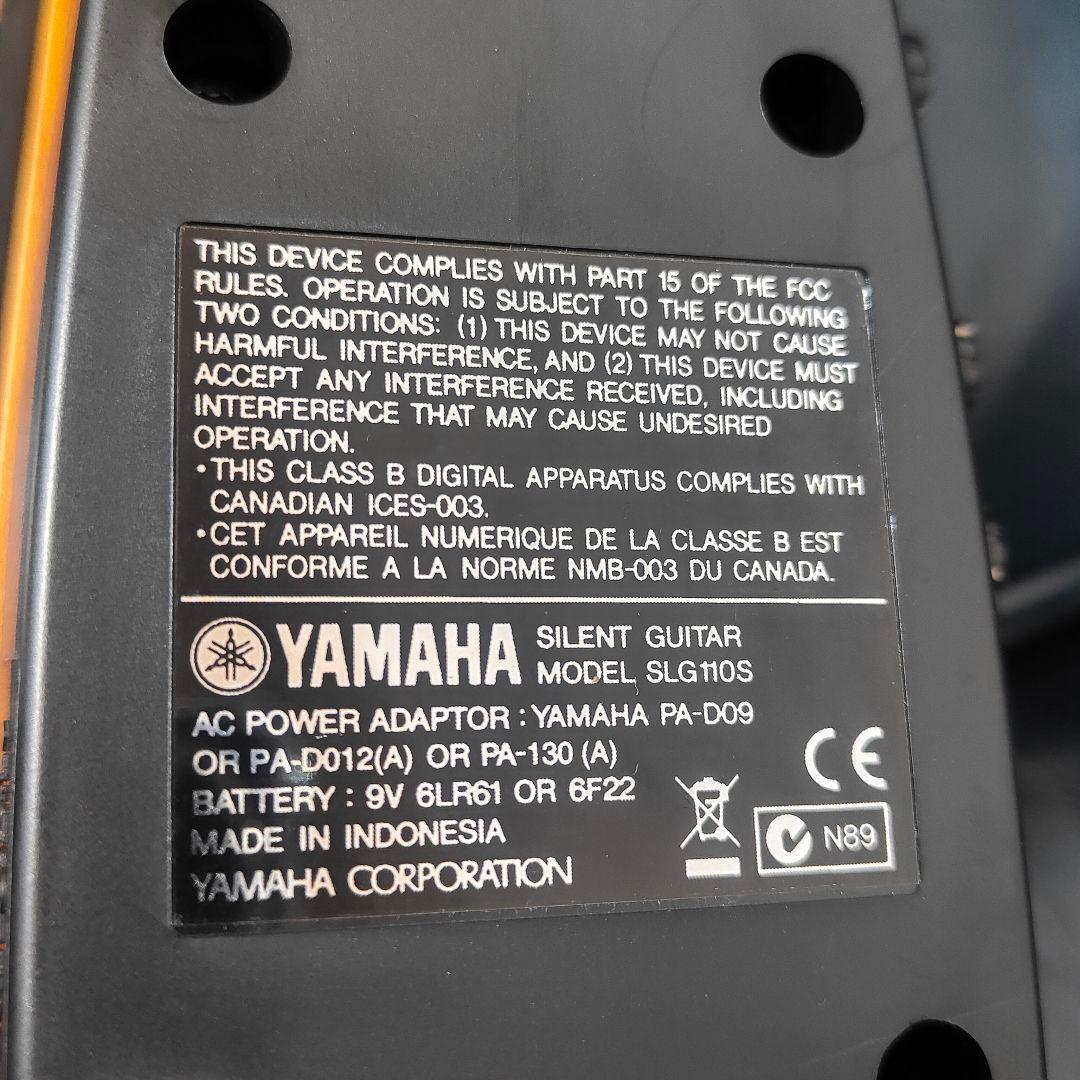 THIS DEVICE COMPLIES WITH PART 15 OF THE FCC
RULES. OPERATION IS SUBJECT TO THE FOLLOWING
TWO CONDITIONS: (1) THIS DEVICE MAY NOT CAUSE
HARMFUL INTERFERENCE, AND (2) THIS DEVICE MUST
ACCEPT ANY INTERFERENCE RECEIVED, INCLUDING
INTERFERENCE THAT MAY CAUSE UNDESIRED
OPERATION.
•THIS CLASS B DIGITAL APPARATUS COMPLIES WITH
CANADIAN ICES-003.
•CET APPAREIL NUMERIQUE DE LA CLASSE B EST
CONFORME A LA NORME NMB-003 DU CANADA.
YAMAHA SILENT GUITAR
MODEL SLG110S
AC POWER ADAPTOR : YAMAHA PA-D09
OR PA-D012(A) OR PA-130 (A)
BATTERY : 9V 6LR61 OR 6F22
MADE IN INDONESIA
YAMAHA CORPORATION
CE
N89